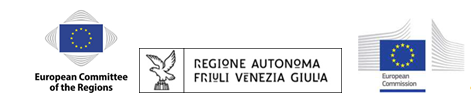 European Committee
of the Regions
REGIONE AUTONOMA
FRIULI VENEZIA GIULIA
European
Commission